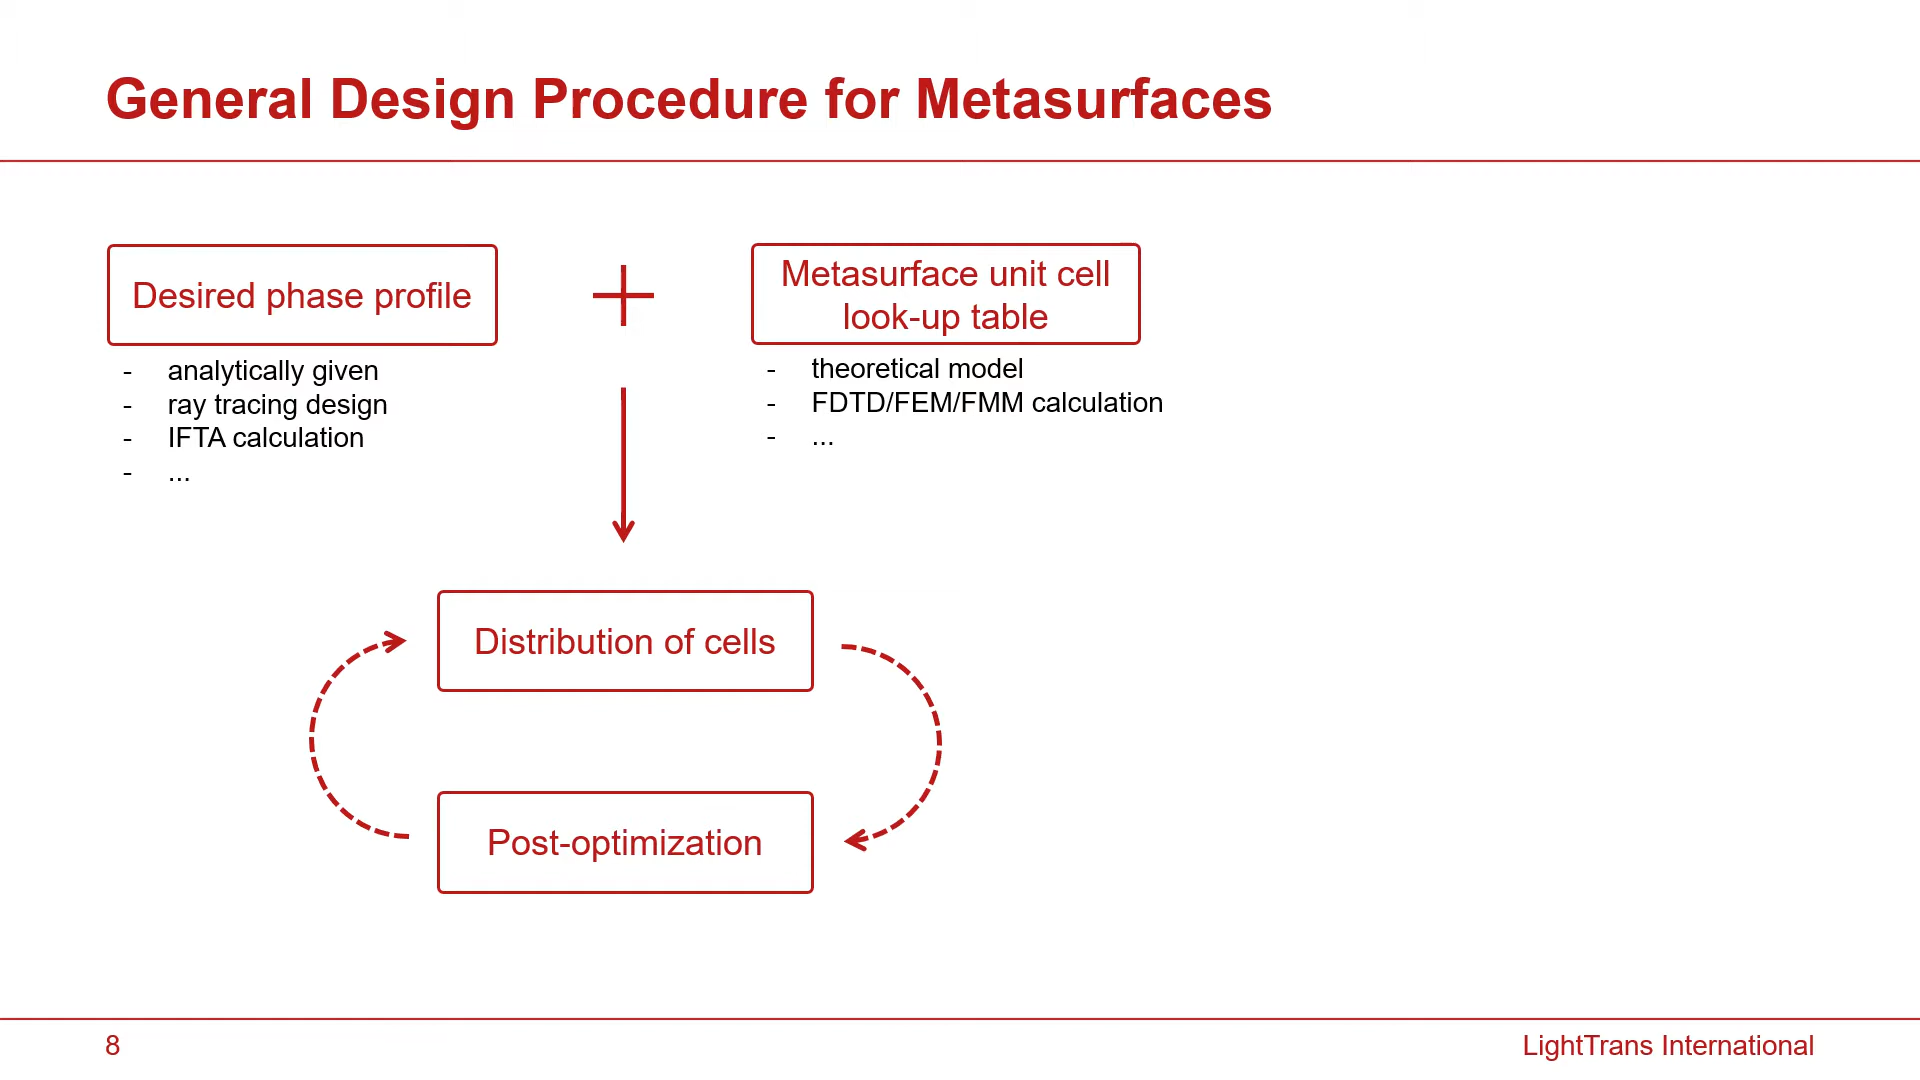 General Design Procedure for Metasurfaces
Desired phase profile
- analytically given
- ray tracing design
- IFTA calculation
- ...
Metasurface unit cell
look-up table
- theoretical model
- FDTD/FEM/FMM calculation
- ...
Distribution of cells
Post-optimization
8
LightTrans International